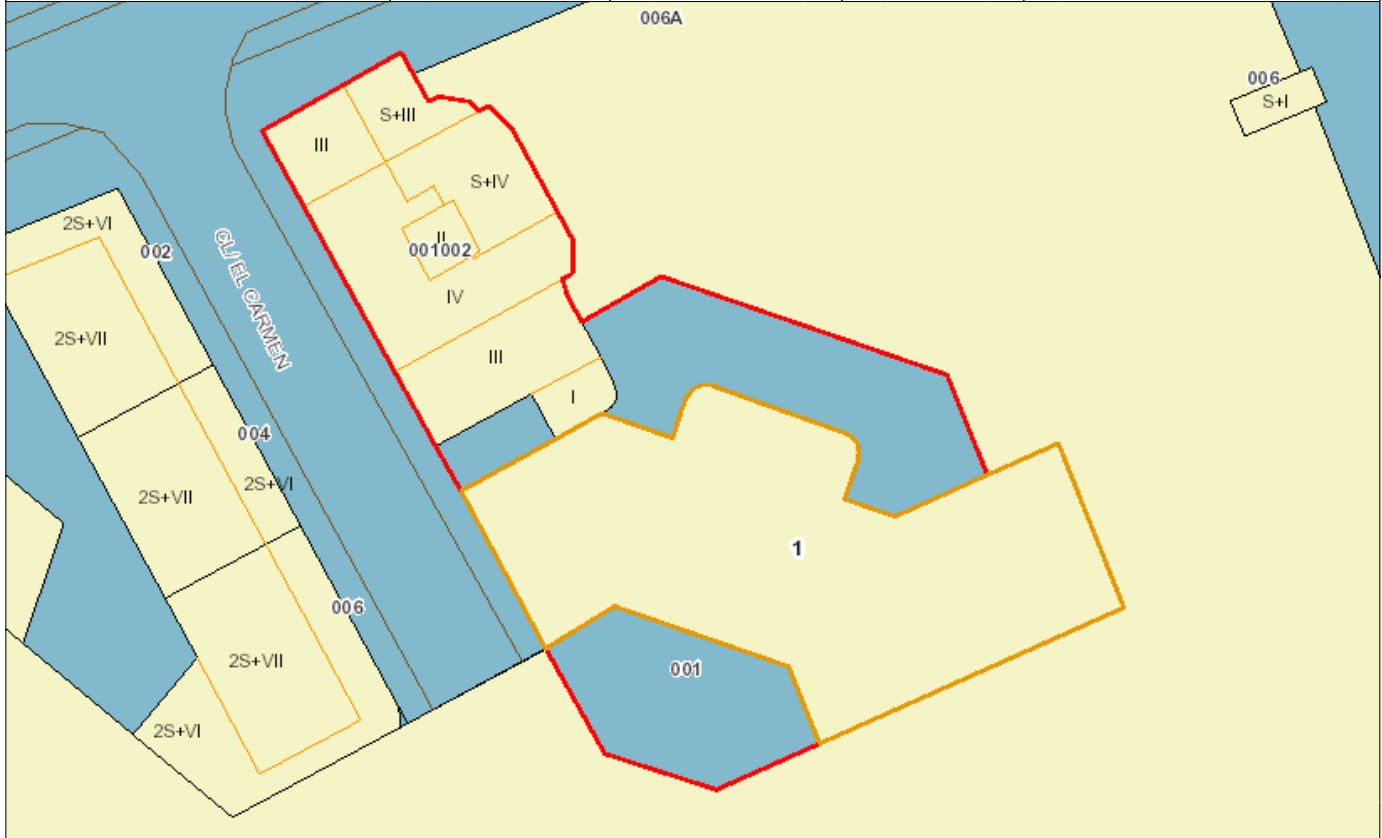 006A
006
S+I
S+III
III
S+IV
2S+VI
002
II
001002
CL/ EL CARMEN
IV
2S+VII
III
I
004
2S+VI
2S+VII
1
006
2S+VII
001
2S+VI